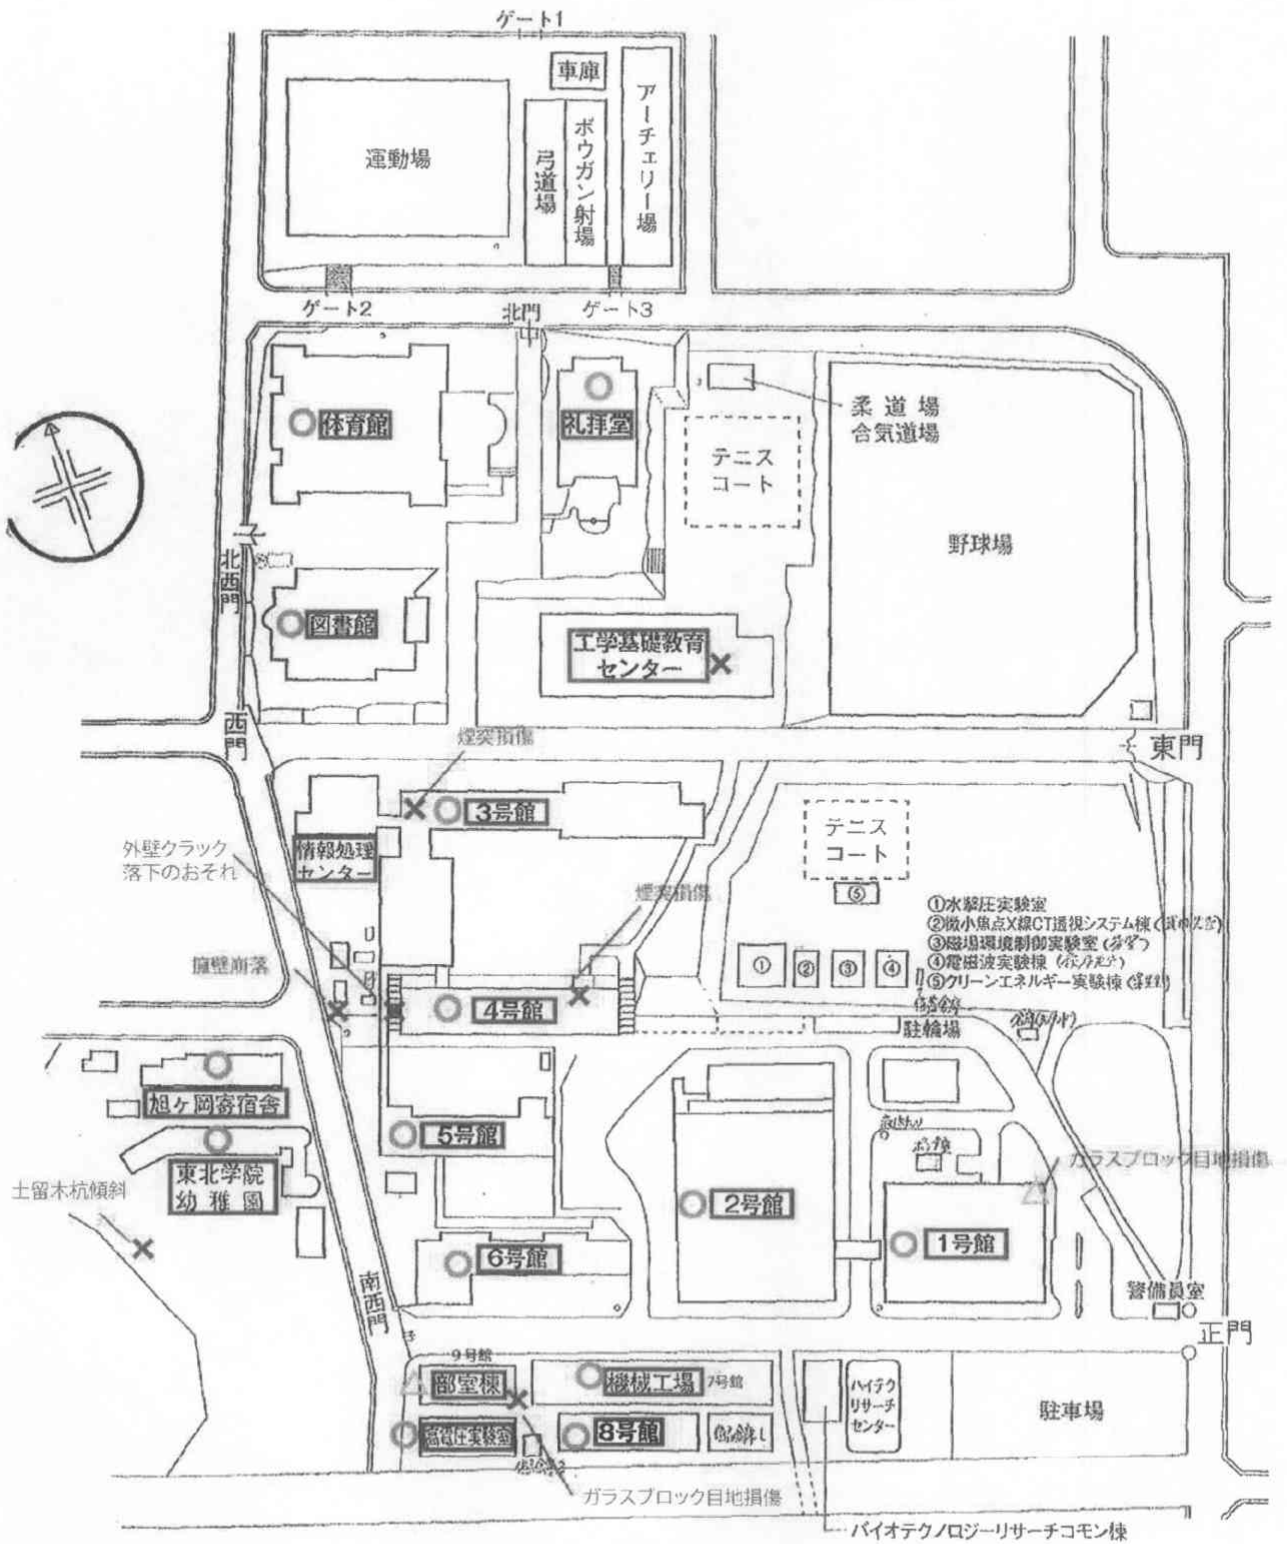 ゲート1
車庫
アーチェリー場
ボウガン射場
弓道場
運動場
ゲート2
北門
ゲート3
体育館
礼拝堂
柔道場
合気道場
テニス
コート
野球場
北西門
図書館
工学基礎教育
センター
西門
煙突損傷
東門
3号館
情報処理
センター
外壁クラック
落下のおそれ
テニス
コート
⑤
煙突損傷
①水撃圧実験室
②微小焦点X線CT透視システム棟
③磁場環境制御実験室
④電磁波実験棟
⑤クリーンエネルギー実験棟
①
②
③
④
擁壁崩落
4号館
駐輪場
旭ヶ岡寄宿舎
5号館
東北学院
幼稚園
土留木杭傾斜
ガラスブロック目地損傷
2号館
1号館
6号館
南西門
警備員室
正門
9号館
部室棟
機械工場
7号館
ハイテク
リサーチ
センター
駐車場
高電圧実験室
8号館
ガラスブロック目地損傷
バイオテクノロジーリサーチコモン棟